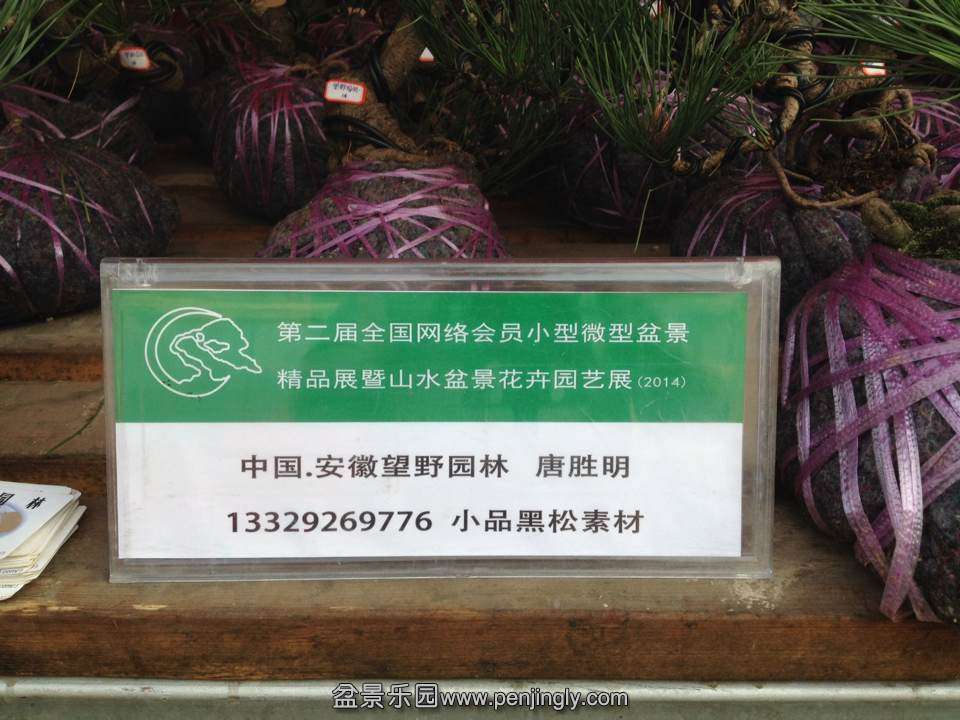 第二届全国网络会员小型微型盆景
精品展暨山水盆景花卉园艺展(2014)
中国.安徽望野园林 唐胜明
13329269776 小品黑松素材
园林
盆景乐园www.penjingly.com